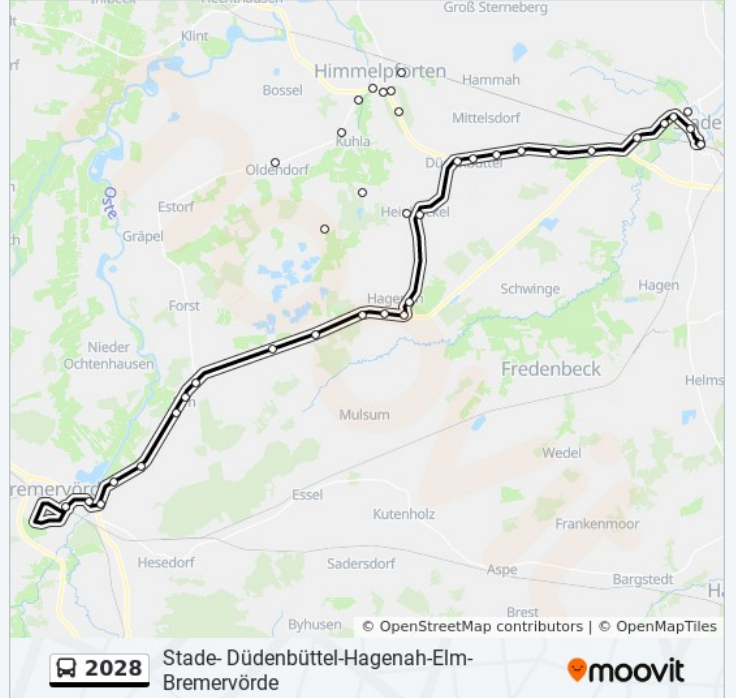 Groß Sterneberg
Klint
Himmelpforten
Hammah
Bossel
Mittelsdorf
Kuhla
Oldendorf
Oste
Estorf
Gräpel
Hagen
Schwinge
Forst
Nieder
Ochtenhausen
Fredenbeck
Helms
Mulsum
Wedel
Essel
Kutenholz
Frankenmoor
Hesedorf
Sadersdorf
Aspe
Bargstedt
Brest
Byhusen
© OpenStreetMap contributors | © OpenMapTiles
2028
Stade- Düdenbüttel-Hagenah-Elm-
Bremervörde
moovit